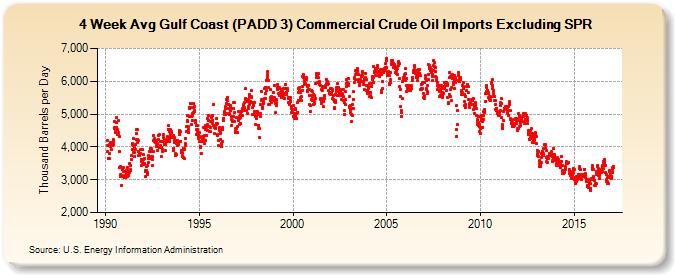 4 Week Avg Gulf Coast (PADD 3) Commercial Crude Oil Imports Excluding SPR
Thousand Barrels per Day
7,000
6,000
5,000
4,000
3,000
2,000
1990 1995 2000 2005 2010 2015
Source: U.S. Energy Information Administration